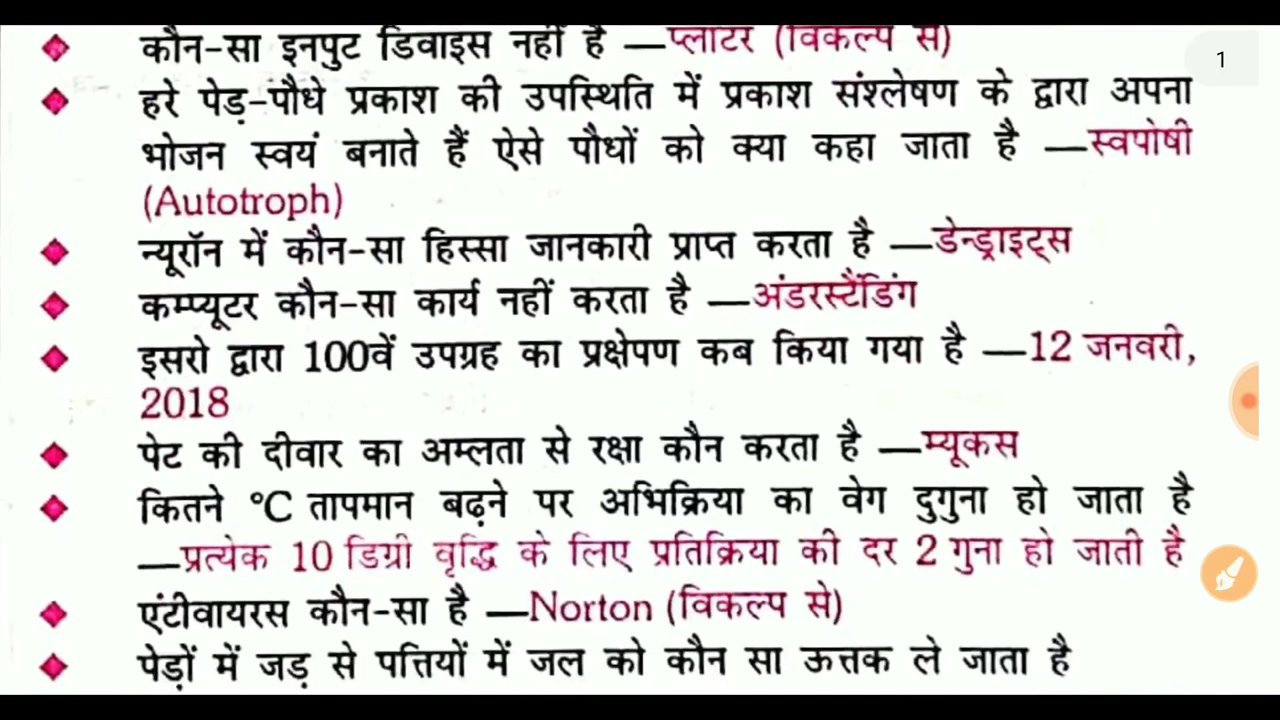 कौन-सा इनपुट डिवाइस नहीं है —प्लाटर (विकल्प से)
1
हरे पेड़-पौधे प्रकाश की उपस्थिति में प्रकाश संश्लेषण के द्वारा अपना
भोजन स्वयं बनाते हैं ऐसे पौधों को क्या कहा जाता है —स्वपोषी
(Autotroph)
न्यूरॉन में कौन-सा हिस्सा जानकारी प्राप्त करता है —डेन्ड्राइट्स
कम्प्यूटर कौन-सा कार्य नहीं करता है —अंडरस्टैंडिंग
इसरो द्वारा 100वें उपग्रह का प्रक्षेपण कब किया गया है —12 जनवरी,
2018
पेट की दीवार का अम्लता से रक्षा कौन करता है —म्यूकस
कितने °C तापमान बढ़ने पर अभिक्रिया का वेग दुगुना हो जाता है
—प्रत्येक 10 डिग्री वृद्धि के लिए प्रतिक्रिया की दर 2 गुना हो जाती है
एंटीवायरस कौन-सा है —Norton (विकल्प से)
पेड़ों में जड़ से पत्तियों में जल को कौन सा ऊत्तक ले जाता है